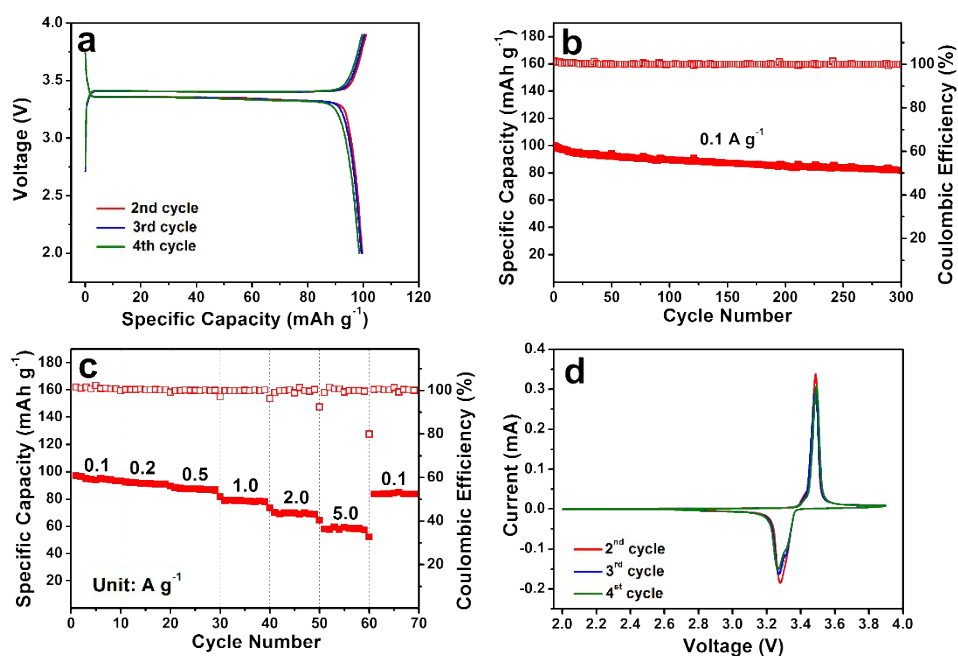 a
4.0
3.5
3.0
2.5
2.0
Voltage (V)
2nd cycle
3rd cycle
4th cycle
0 20 40 60 80 100 120
Specific Capacity (mAh g⁻¹)
b
180
160
140
120
100
80
60
40
20
Specific Capacity (mAh g⁻¹)
0.1 A g⁻¹
100
80
60
40
20
0
Coulombic Efficiency (%)
0 50 100 150 200 250 300
Cycle Number
c
180
160
140
120
100
80
60
40
20
Specific Capacity (mAh g⁻¹)
0.1 0.2 0.5 1.0 2.0 5.0 0.1
Unit: A g⁻¹
100
80
60
40
20
0
Coulombic Efficiency (%)
0 10 20 30 40 50 60 70
Cycle Number
d
0.4
0.3
0.2
0.1
0.0
-0.1
-0.2
Current (mA)
2ⁿᵈ cycle
3ʳᵈ cycle
4ˢᵗ cycle
1.8 2.1 2.4 2.7 3.0 3.3 3.6 3.9 4.0
Voltage (V)